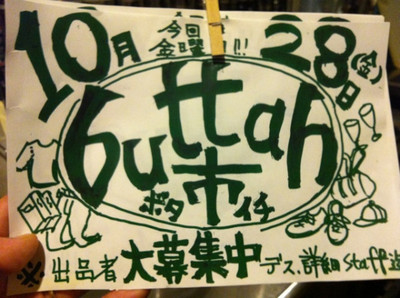 10月 今回金曜!!! 28日(金)
buttah
市
ボタ イチ
※出品者大募集中デス、詳細staff迄